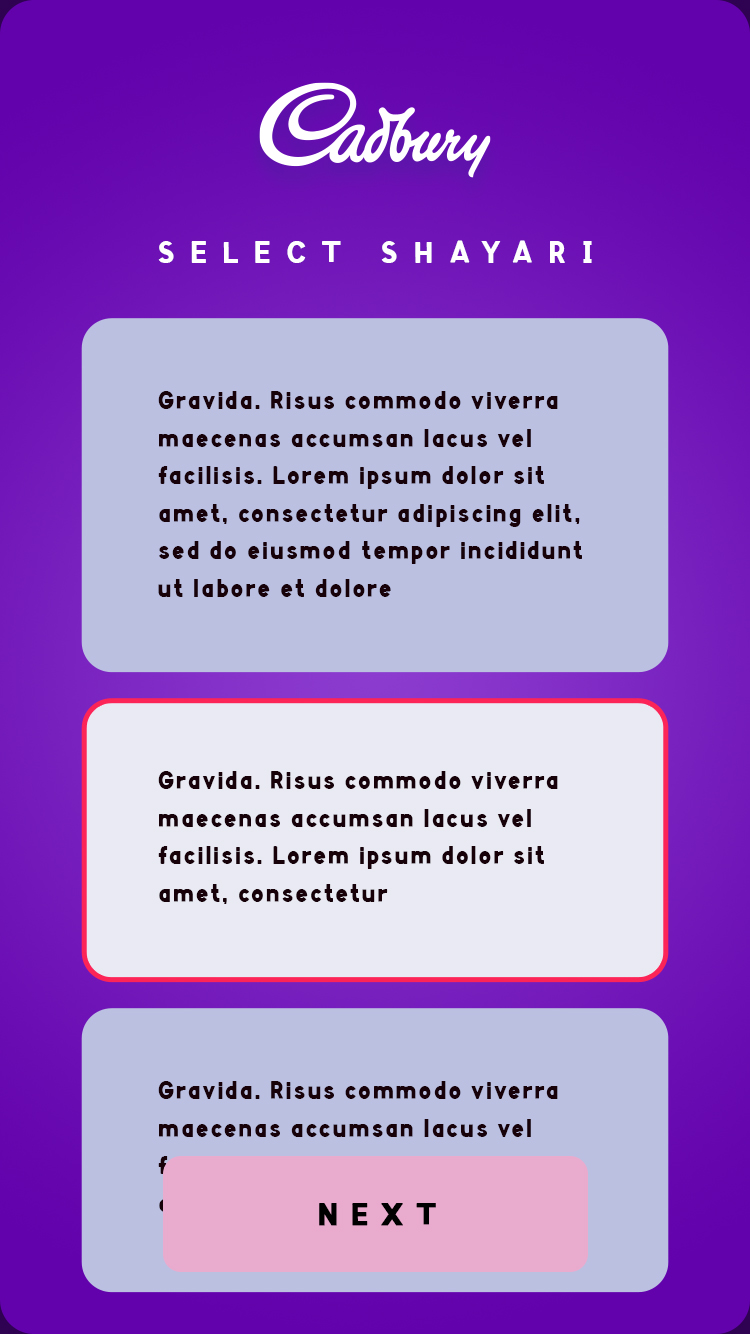 Cadbury
SELECT SHAYARI
Gravida. Risus commodo viverra
maecenas accumsan lacus vel
facilisis. Lorem ipsum dolor sit
amet, consectetur adipiscing elit,
sed do eiusmod tempor incididunt
ut labore et dolore
Gravida. Risus commodo viverra
maecenas accumsan lacus vel
facilisis. Lorem ipsum dolor sit
amet, consectetur
Gravida. Risus commodo viverra
maecenas accumsan lacus vel
NEXT